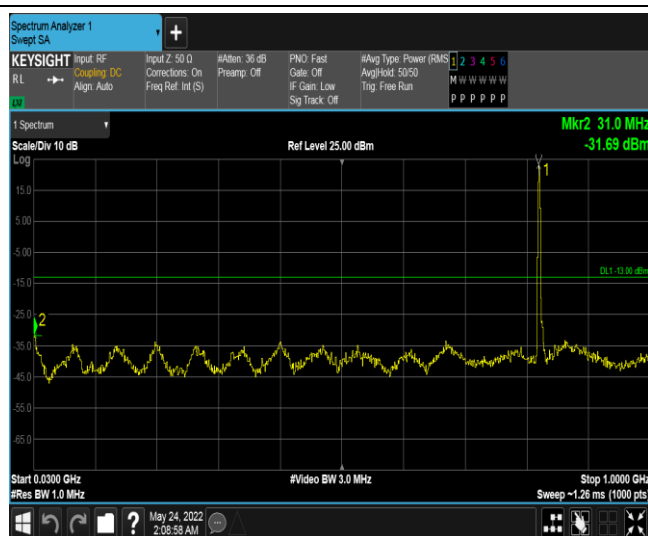 Spectrum Analyzer 1
Swept SA
KEYSIGHT
RL
LM
Input: RF
Coupling: DC
Align: Auto
Input Z: 50 Ω
Corrections: On
Freq Ref: Int (S)
#Atten: 36 dB
Preamp: Off
PNO: Fast
Gate: Off
IF Gain: Low
Sig Track: Off
#Avg Type: Power (RMS
Avg|Hold: 50/50
Trig: Free Run
1 2 3 4 5 6
M W W W W W
P P P P P P
1 Spectrum
Mkr2 31.0 MHz
Scale/Div 10 dB
Ref Level 25.00 dBm
-31.69 dBm
Log
1
15.0
5.00
-5.00
DL1 -13.00 dBm
-15.0
-25.0
2
-35.0
-45.0
-55.0
-65.0
Start 0.0300 GHz
#Video BW 3.0 MHz
Stop 1.0000 GHz
#Res BW 1.0 MHz
Sweep ~1.26 ms (1000 pts)
?
May 24, 2022
2:08:58 AM